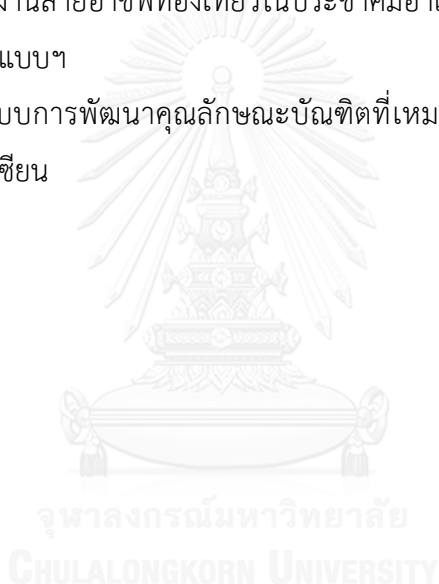 งานสายอาชีพท่องเที่ยวในประชาคมอาเ
แบบฯ
บบการพัฒนาคุณลักษณะบัณฑิตที่เหม
ซียน
จุฬาลงกรณ์มหาวิทยาลัย
CHULALONGKORN UNIVERSITY